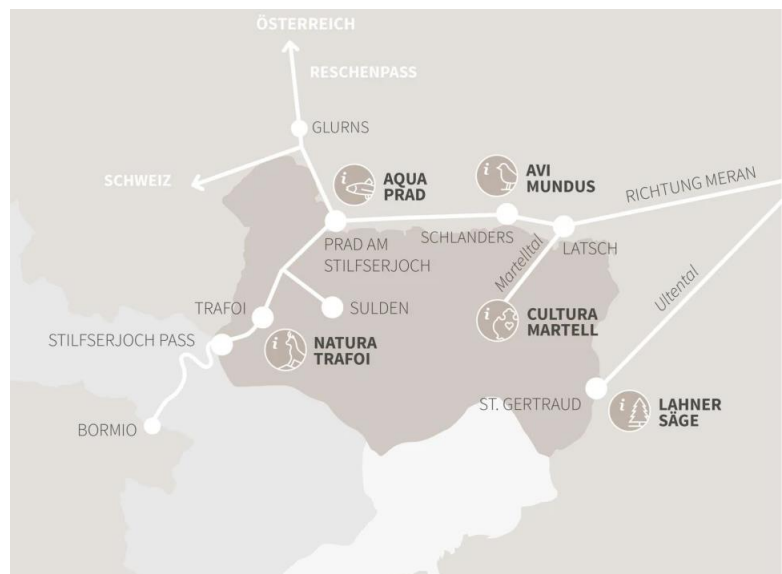 ÖSTERREICH
RESCHENPASS
GLURNS
SCHWEIZ
i
AQUA
PRAD
i
AVI
MUNDUS
RICHTUNG MERAN
PRAD AM
STILFSERJOCH
SCHLANDERS
LATSCH
Martelltal
Ultental
TRAFOI
SULDEN
i
CULTURA
MARTELL
STILFSERJOCH PASS
i
NATURA
TRAFOI
ST. GERTRAUD
i
LAHNER
SÄGE
BORMIO